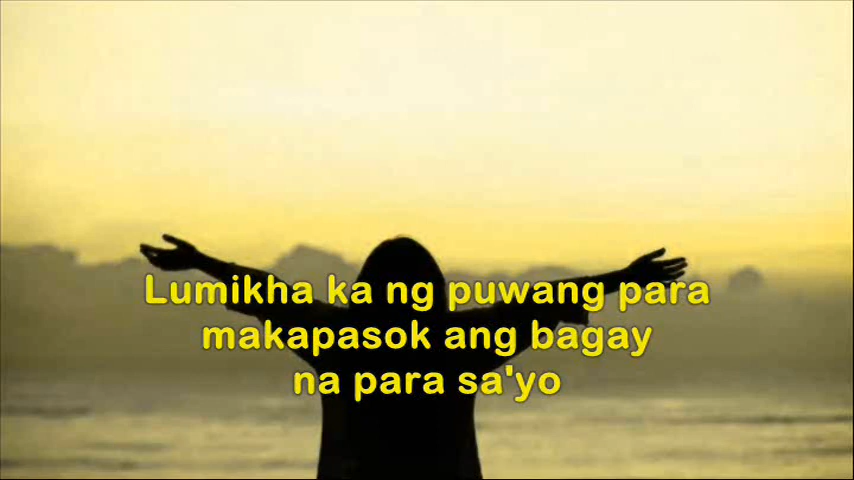 Lumikha ka ng puwang para
makapasok ang bagay
na para sa'yo